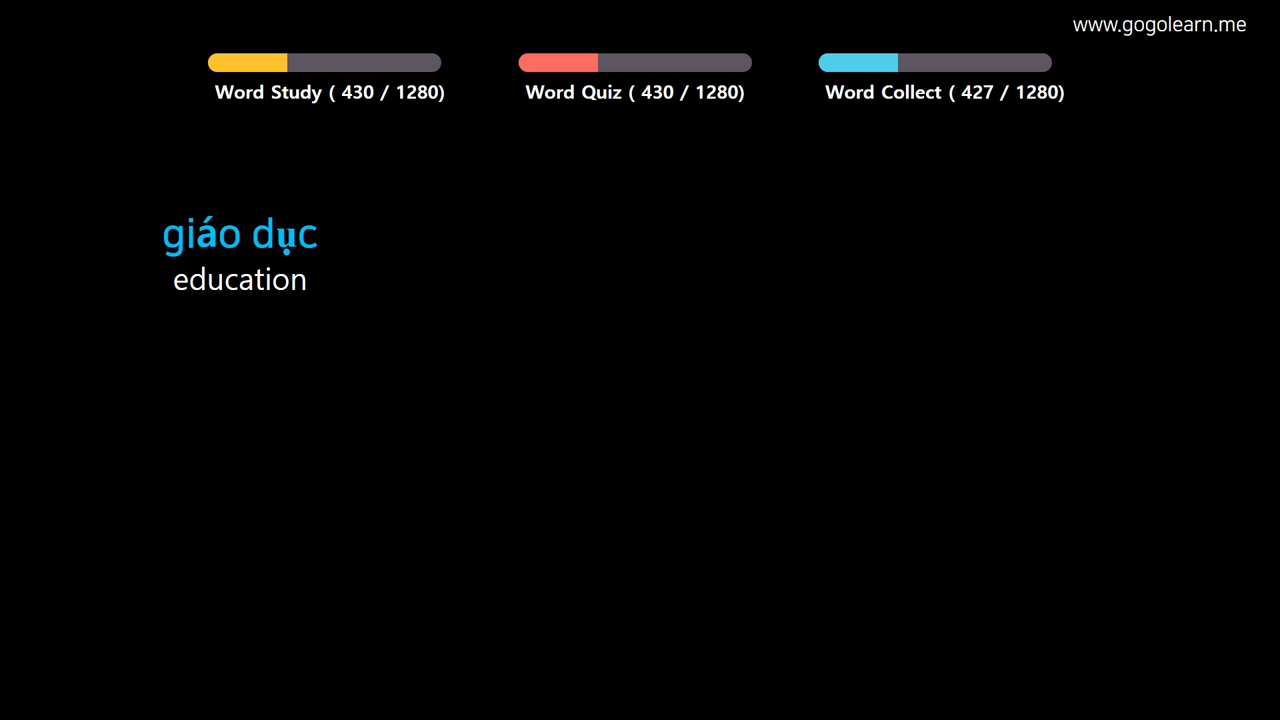 www.gogolearn.me
Word Study ( 430 / 1280)
Word Quiz ( 430 / 1280)
Word Collect ( 427 / 1280)
giáo dục
education